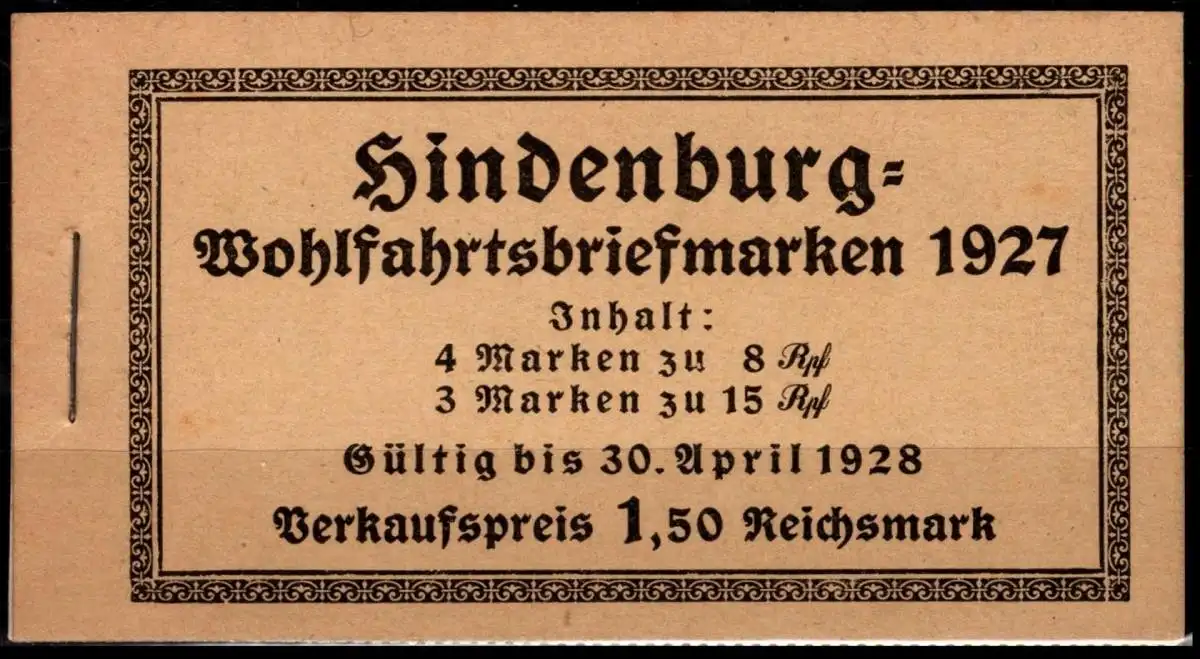 Hindenburg=
Wohlfahrtsbriefmarken 1927
Inhalt:
4 Marken zu 8 Rpf
3 Marken zu 15 Rpf
Gültig bis 30. April 1928
Verkaufspreis 1,50 Reichsmark